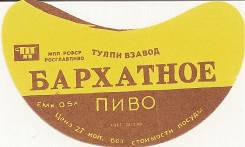 МПП РСФСР
РОСГЛАВПИВО
ТУЛПИВЗАВОД
БАРХАТНОЕ
Емк. 0.5л
ПИВО
Цена 27 коп. без стоимости посуды